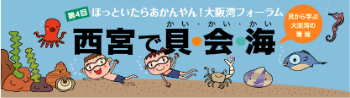 第4回
ほっといたらあかんやん！大阪湾フォーラム
かい・かい・かい
西宮で貝・会・海
貝から学ぶ
大阪湾の
環境